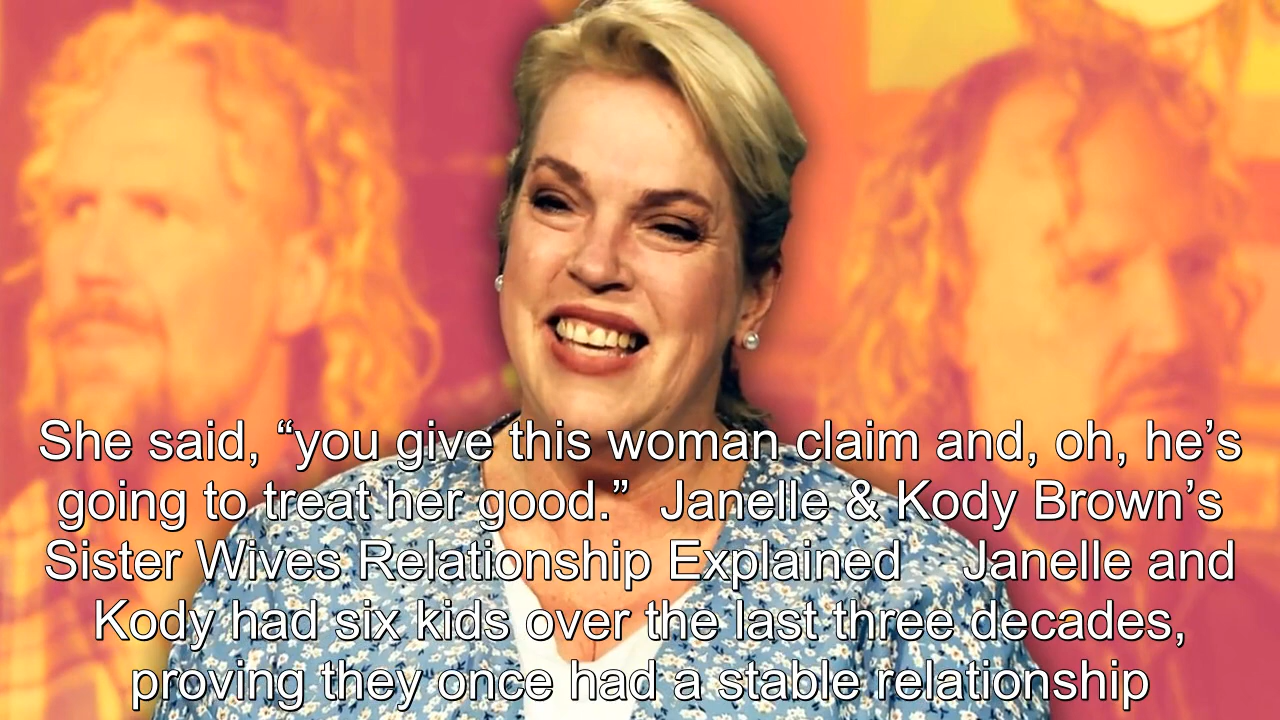 She said, “you give this woman claim and, oh, he’s
going to treat her good.”   Janelle & Kody Brown’s
Sister Wives Relationship Explained    Janelle and
Kody had six kids over the last three decades,
proving they once had a stable relationship